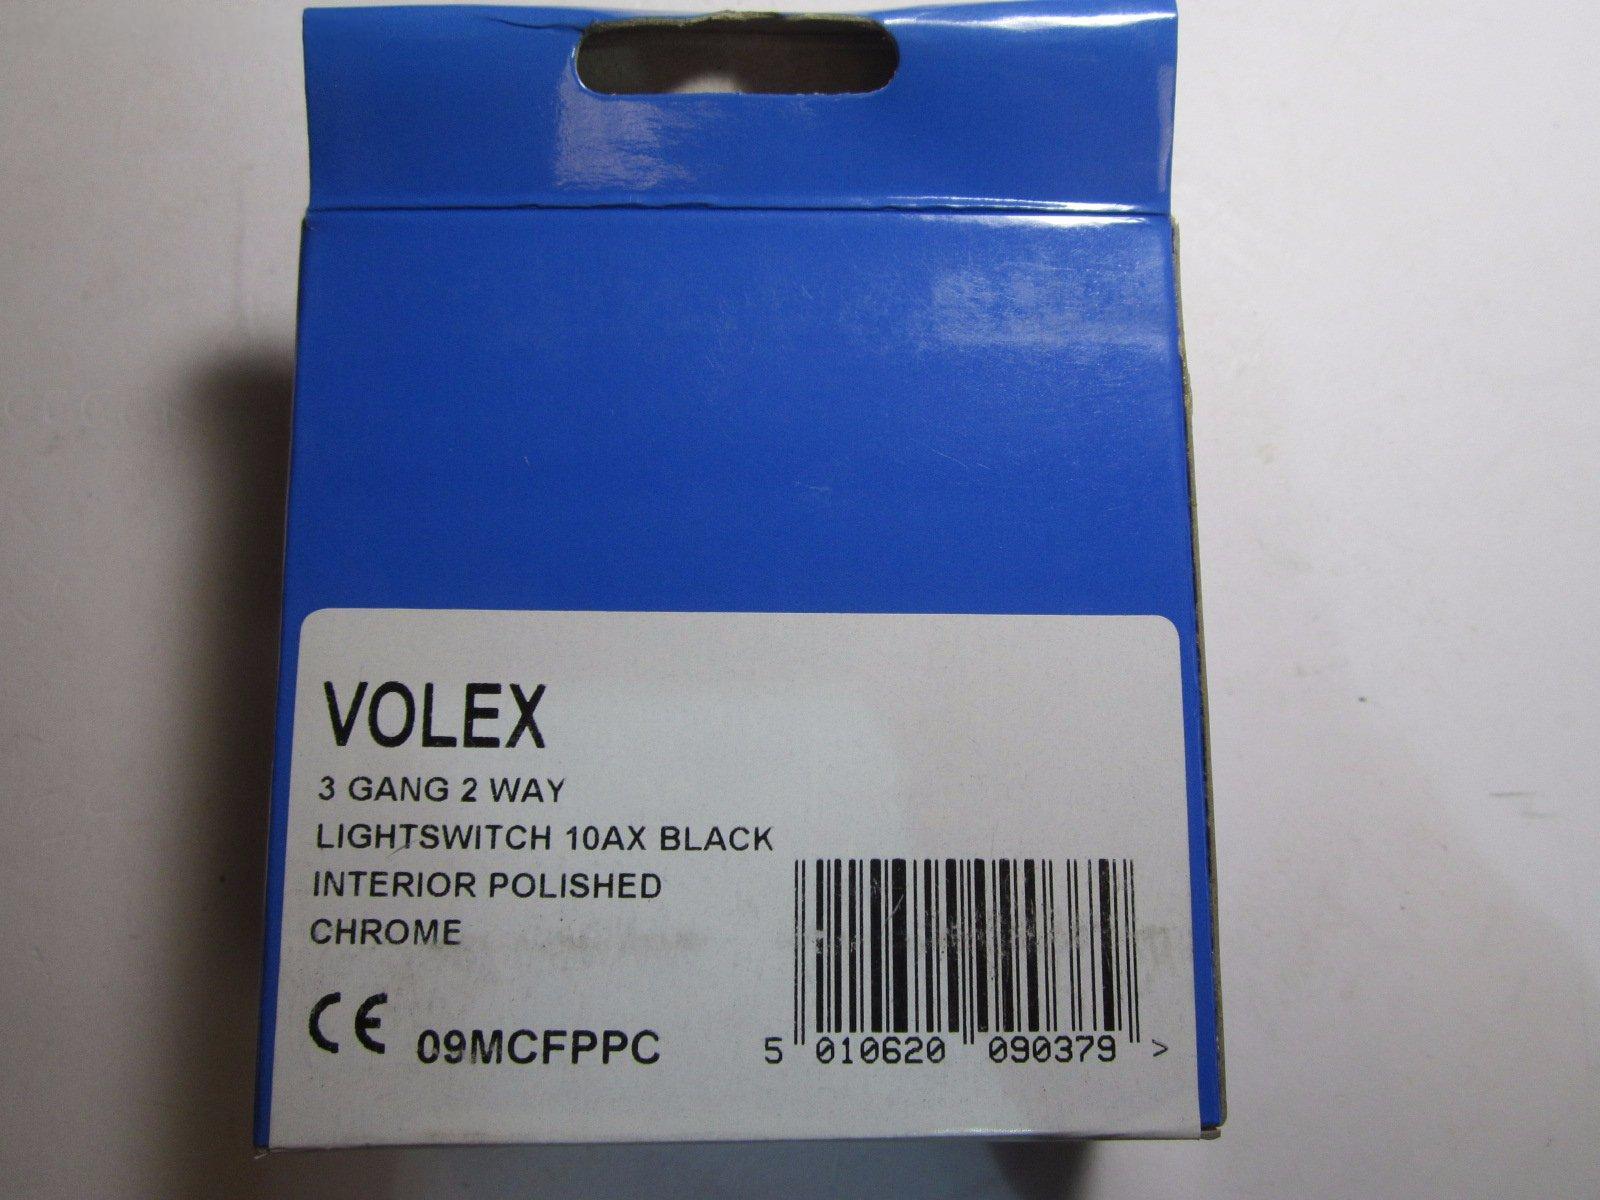 VOLEX
3 GANG 2 WAY
LIGHTSWITCH 10AX BLACK
INTERIOR POLISHED
CHROME
CE 09MCFPPC
5 010620 090379 >